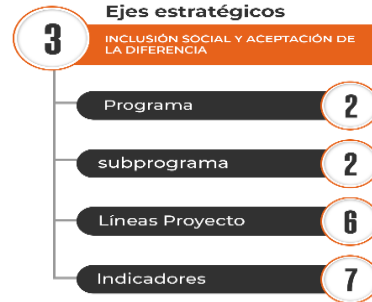 Ejes estratégicos
3
INCLUSIÓN SOCIAL Y ACEPTACIÓN DE
LA DIFERENCIA
Programa 2
subprograma 2
Líneas Proyecto 6
Indicadores 7